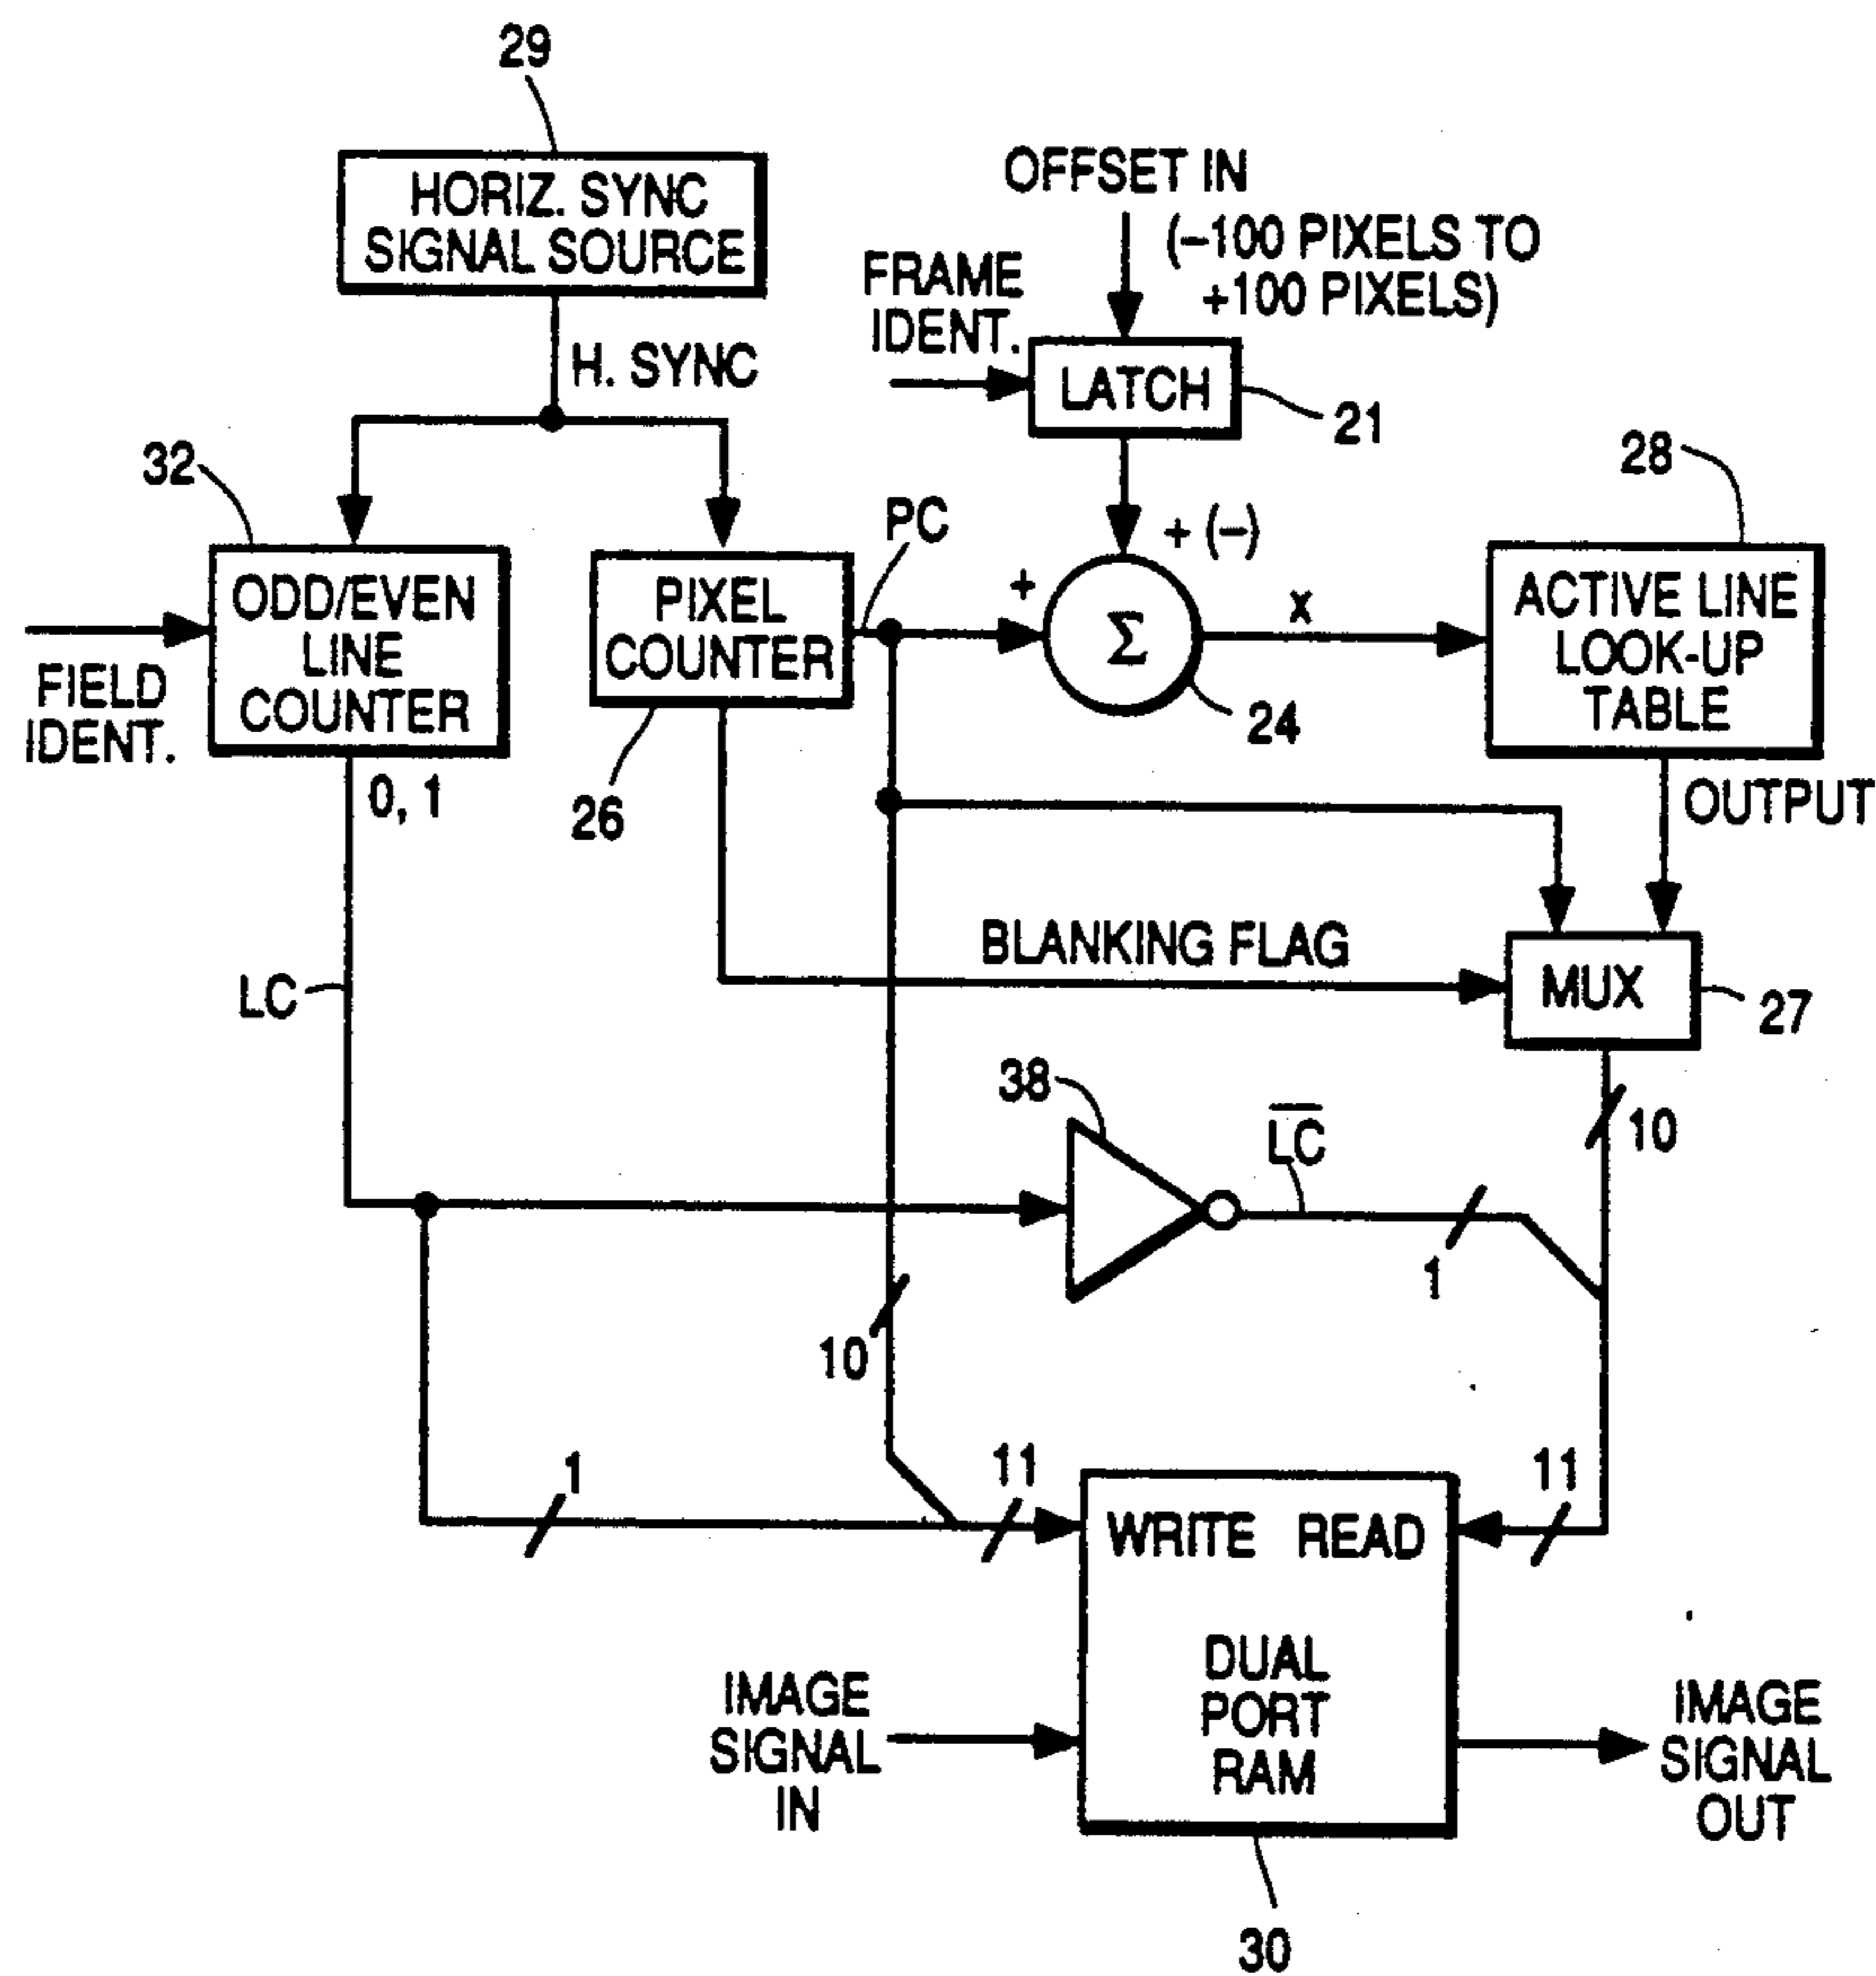 29
HORIZ. SYNC
SIGNAL SOURCE
OFFSET IN
(–100 PIXELS TO
+100 PIXELS)
FRAME
IDENT.
H. SYNC
LATCH
21
32
28
PC
+ (–)
ODD/EVEN
LINE
COUNTER
PIXEL
COUNTER
+
Σ
X
ACTIVE LINE
LOOK-UP
TABLE
FIELD
IDENT.
24
0, 1
26
OUTPUT
BLANKING FLAG
LC
MUX
27
38
L̅C̅
10
1
10
1
11
11
WRITE READ
DUAL
PORT
RAM
IMAGE
SIGNAL
IN
IMAGE
SIGNAL
OUT
30